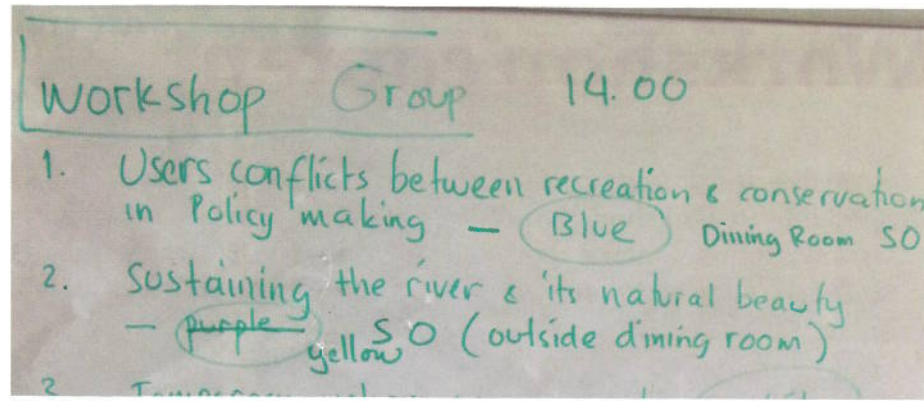 Workshop Group 14.00
1. Users conflicts between recreation & conservation
in Policy making – Blue Dining Room SO
2. Sustaining the river & its natural beauty
– purple yellow SO (outside dining room)